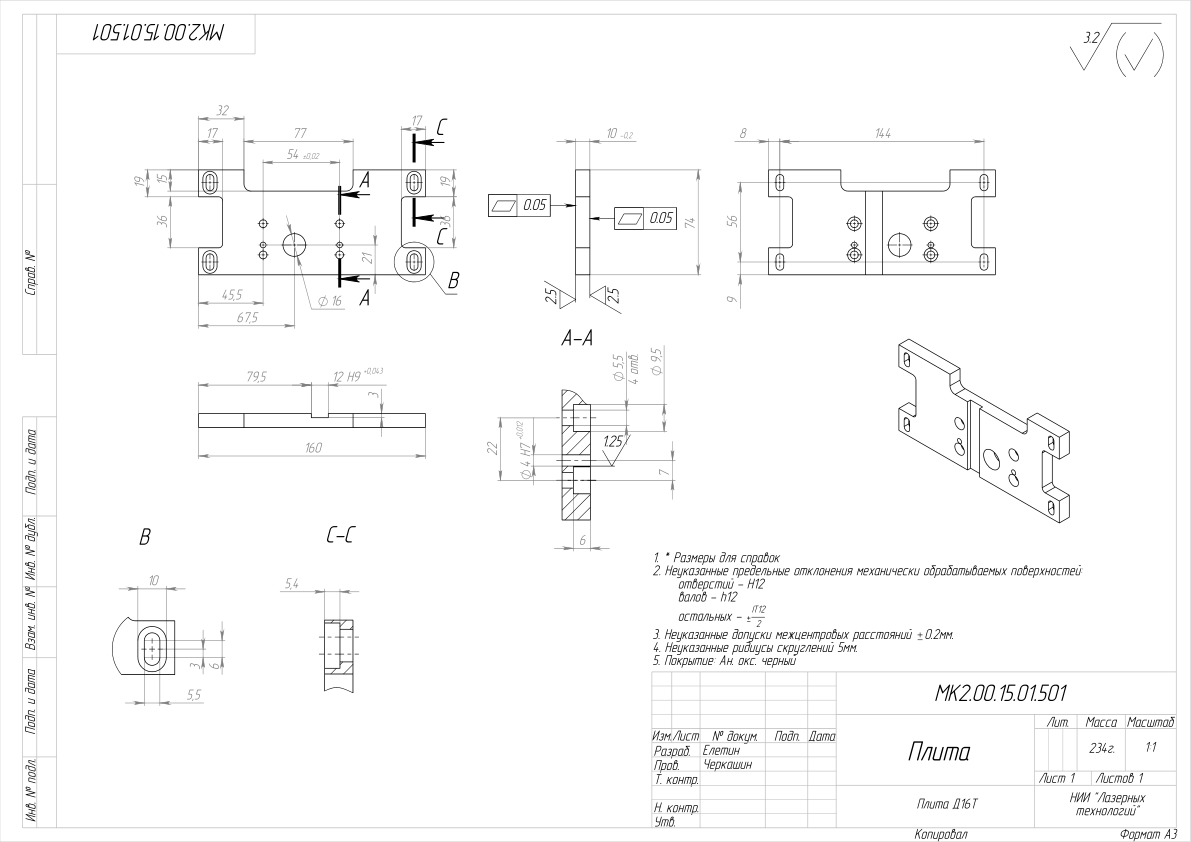 МК2.00.15.01.501
3.2
32
17
77
54 ±0,02
17
C
19
15
A
19
36
C
36
21
B
A
45,5
⌀ 16
67,5
10 -0.2
0.05
0.05
74
2.5
2.5
8
144
56
9
79,5
12 H9 +0,043
3
160
A-A
⌀ 5,5
4 отв.
⌀ 9,5
22
⌀ 4 H7 +0,012
1.25
7
6
B
10
3
6
5,5
C-C
5,4
1. * Размеры для справок
2. Неуказанные предельные отклонения механически обрабатываемых поверхностей:
отверстий - H12
валов - h12
остальных - ± IT12/2
3. Неуказанные допуски межцентровых расстояний ± 0.2мм.
4. Неуказанные ридиусы скруглений 5мм.
5. Покрытие: Ан. окс. черный
МК2.00.15.01.501
Изм. Лист № докум. Подп. Дата
Разраб. Елетин
Пров. Черкашин
Т. контр.
Н. контр.
Утв.
Плита
Лит. Масса Масштаб
234г. 1:1
Лист 1 Листов 1
Плита Д16Т
НИИ "Лазерных
технологий"
Копировал Формат А3
Справ. №
Подп. и дата
Инв. № дубл.
Взам. инв. №
Подп. и дата
Инв. № подл.